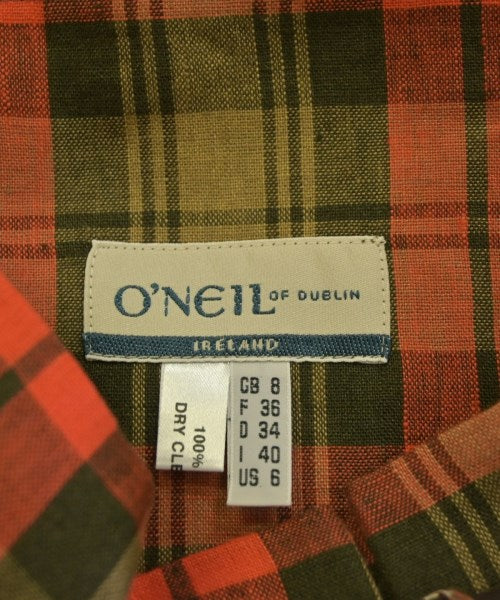 O'NEIL OF DUBLIN
IRELAND
100%
DRY CLE
GB 8
F 36
D 34
I 40
US 6